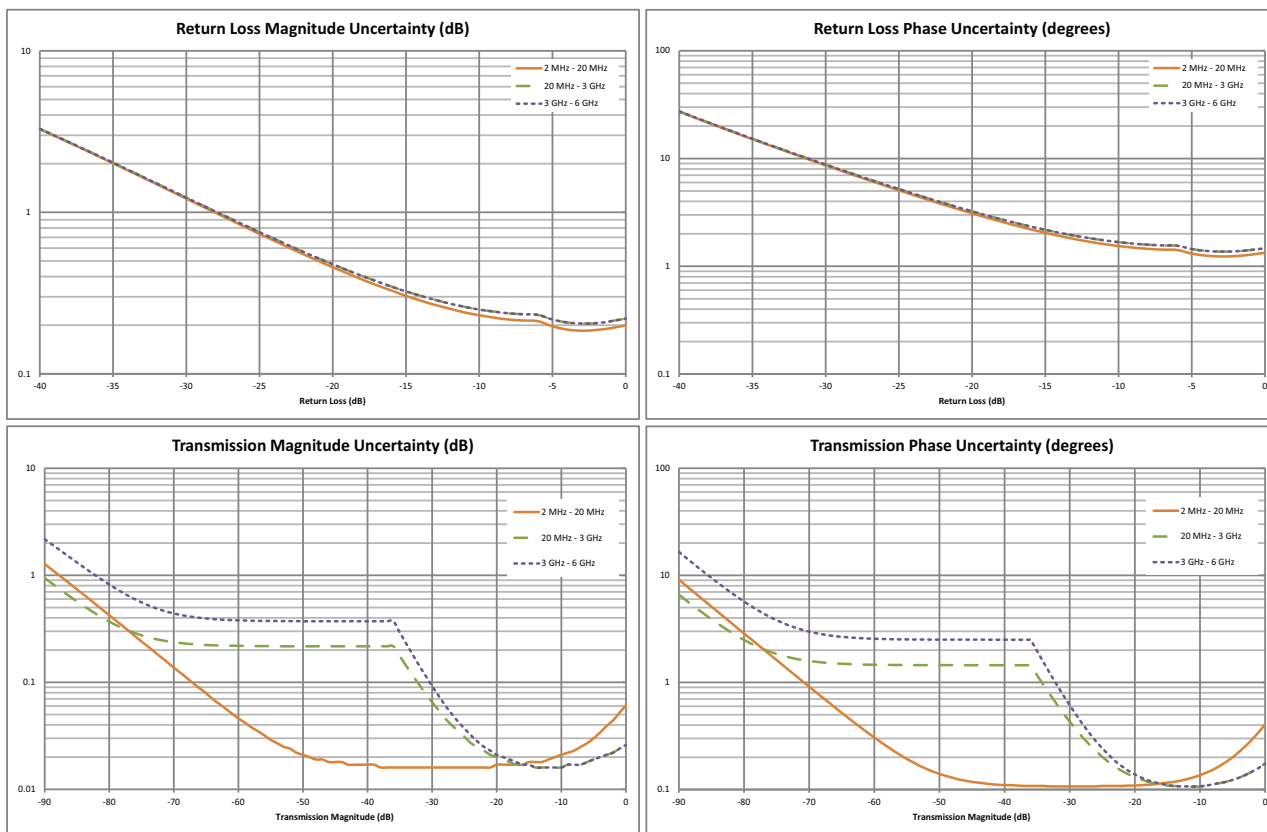 Return Loss Magnitude Uncertainty (dB)
10
1
0.1
2 MHz - 20 MHz
20 MHz - 3 GHz
3 GHz - 6 GHz
-40 -35 -30 -25 -20 -15 -10 -5 0
Return Loss (dB)
Return Loss Phase Uncertainty (degrees)
100
10
1
0.1
2 MHz - 20 MHz
20 MHz - 3 GHz
3 GHz - 6 GHz
-40 -35 -30 -25 -20 -15 -10 -5 0
Return Loss (dB)
Transmission Magnitude Uncertainty (dB)
10
1
0.1
0.01
2 MHz - 20 MHz
20 MHz - 3 GHz
3 GHz - 6 GHz
-90 -80 -70 -60 -50 -40 -30 -20 -10 0
Transmission Magnitude (dB)
Transmission Phase Uncertainty (degrees)
100
10
1
0.1
2 MHz - 20 MHz
20 MHz - 3 GHz
3 GHz - 6 GHz
-90 -80 -70 -60 -50 -40 -30 -20 -10 0
Transmission Magnitude (dB)